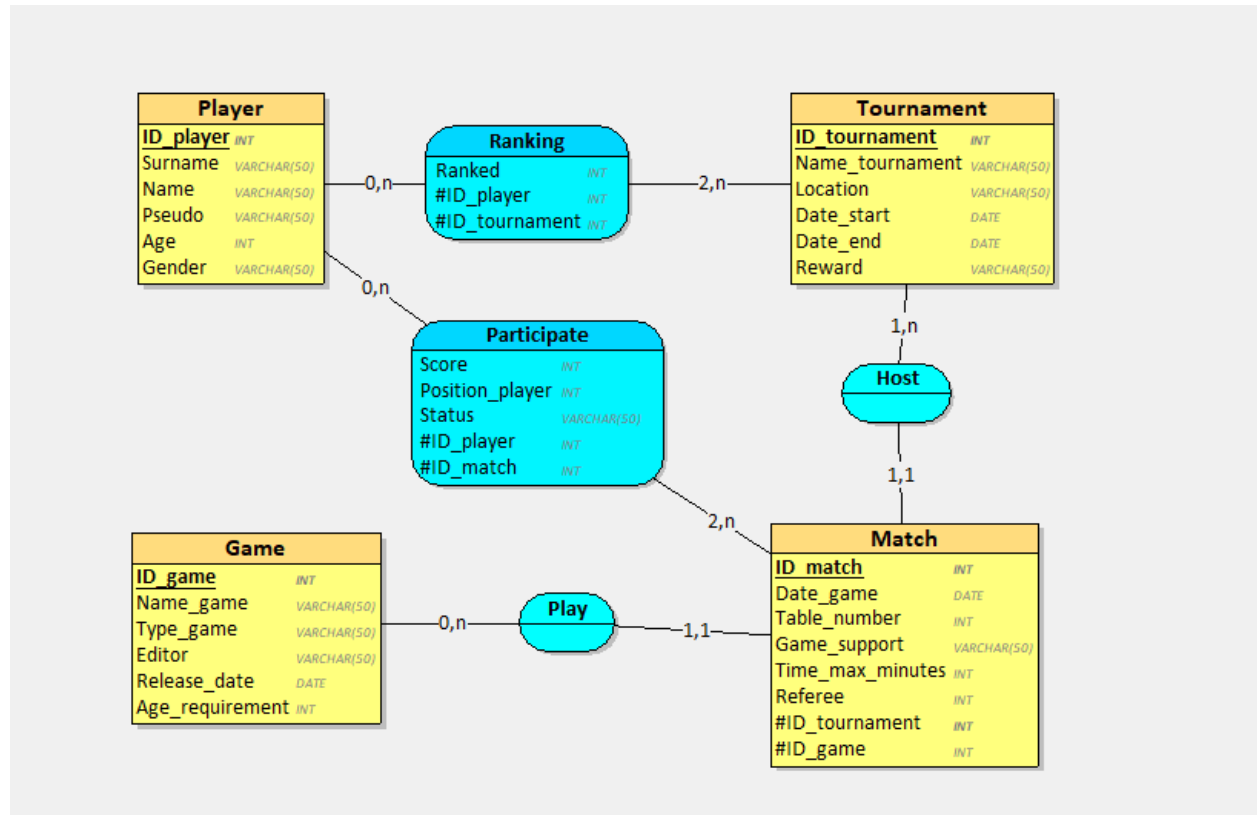 Player
ID_player INT
Surname VARCHAR(50)
Name VARCHAR(50)
Pseudo VARCHAR(50)
Age INT
Gender VARCHAR(50)
0,n
Ranking
Ranked INT
#ID_player INT
#ID_tournament INT
2,n
Tournament
ID_tournament INT
Name_tournament VARCHAR(50)
Location VARCHAR(50)
Date_start DATE
Date_end DATE
Reward VARCHAR(50)
0,n
Participate
Score INT
Position_player INT
Status VARCHAR(50)
#ID_player INT
#ID_match INT
2,n
1,n
Host
1,1
Game
ID_game INT
Name_game VARCHAR(50)
Type_game VARCHAR(50)
Editor VARCHAR(50)
Release_date DATE
Age_requirement INT
0,n
Play
1,1
Match
ID_match INT
Date_game DATE
Table_number INT
Game_support VARCHAR(50)
Time_max_minutes INT
Referee INT
#ID_tournament INT
#ID_game INT